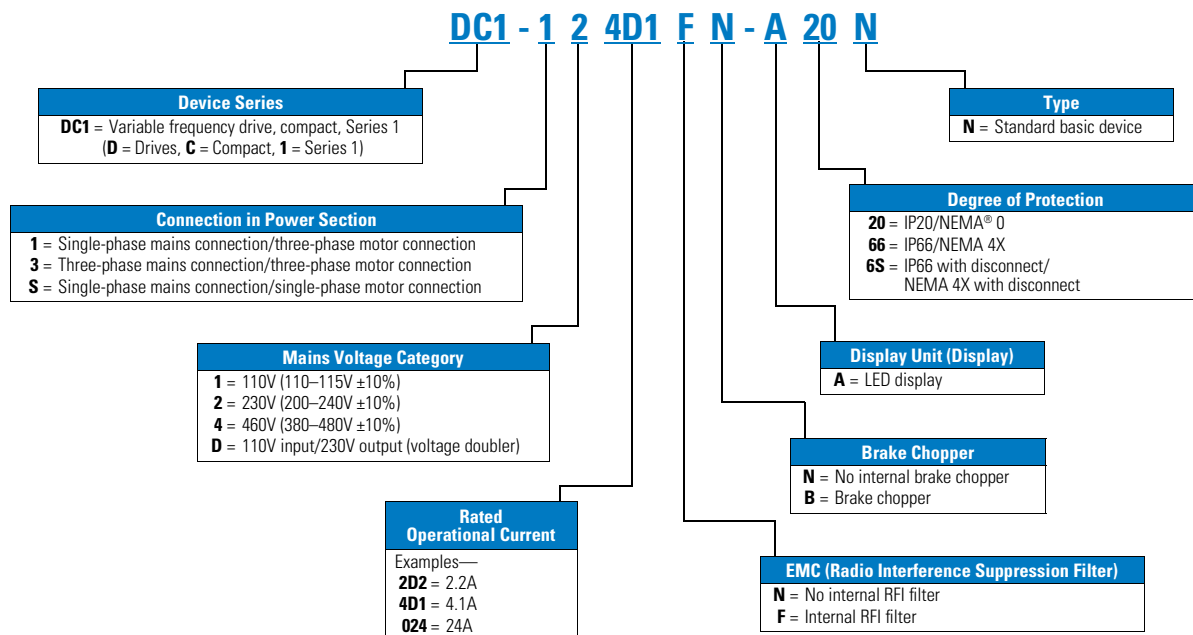 DC1 - 1 2 4D1 F N - A 20 N
Device Series
DC1 = Variable frequency drive, compact, Series 1
(D = Drives, C = Compact, 1 = Series 1)
Connection in Power Section
1 = Single-phase mains connection/three-phase motor connection
3 = Three-phase mains connection/three-phase motor connection
S = Single-phase mains connection/single-phase motor connection
Mains Voltage Category
1 = 110V (110–115V ±10%)
2 = 230V (200–240V ±10%)
4 = 460V (380–480V ±10%)
D = 110V input/230V output (voltage doubler)
Rated
Operational Current
Examples—
2D2 = 2.2A
4D1 = 4.1A
024 = 24A
Type
N = Standard basic device
Degree of Protection
20 = IP20/NEMA® 0
66 = IP66/NEMA 4X
6S = IP66 with disconnect/
NEMA 4X with disconnect
Display Unit (Display)
A = LED display
Brake Chopper
N = No internal brake chopper
B = Brake chopper
EMC (Radio Interference Suppression Filter)
N = No internal RFI filter
F = Internal RFI filter